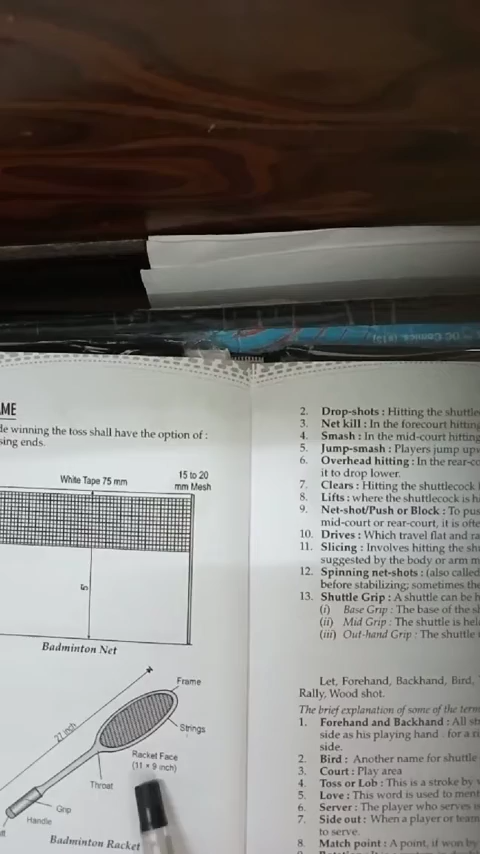 AME
de winning the toss shall have the option of :
sing ends.
White Tape 75 mm
15 to 20
mm Mesh
5'
Badminton Net
Frame
Strings
27 inch
Racket Face
(11 × 9 inch)
Throat
Grip
Handle
Badminton Racket
DC Comics.
2. Drop-shots : Hitting the shuttle
3. Net kill : In the forecourt hitting
4. Smash : In the mid-court hitting
5. Jump-smash : Players jump up
6. Overhead hitting : In the rear-co
it to drop lower.
7. Clears : Hitting the shuttlecock
8. Lifts : where the shuttlecock is h
9. Net-shot/Push or Block : To pus
mid-court or rear-court, it is ofte
10. Drives : Which travel flat and ra
11. Slicing : Involves hitting the sh
suggested by the body or arm m
12. Spinning net-shots : (also called
before stabilizing; sometimes the
13. Shuttle Grip : A shuttle can be h
(i) Base Grip : The base of the s
(ii) Mid Grip : The shuttle is hel
(iii) Out-hand Grip : The shuttle
Let, Forehand, Backhand, Bird,
Rally, Wood shot.
The brief explanation of some of the term
1. Forehand and Backhand : All str
side as his playing hand : for a ri
side.
2. Bird : Another name for shuttle
3. Court : Play area
4. Toss or Lob : This is a stroke by
5. Love : This word is used to ment
6. Server : The player who serves i
7. Side out : When a player or team
to serve.
8. Match point : A point, if won by